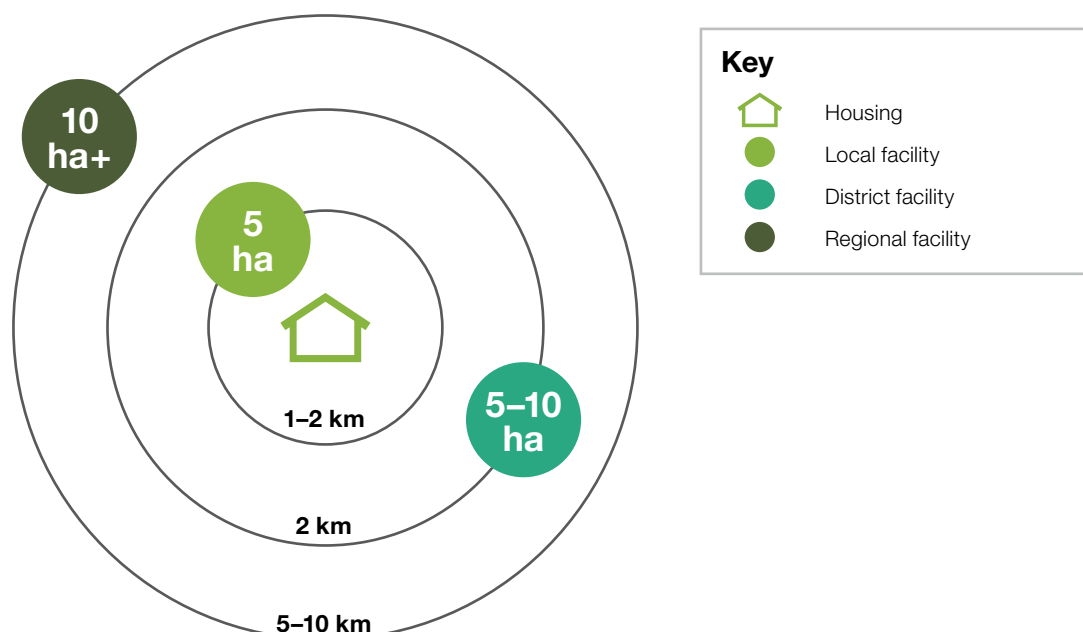 10
ha+
5
ha
5–10
ha
1–2 km
2 km
5–10 km
Key
Housing
Local facility
District facility
Regional facility